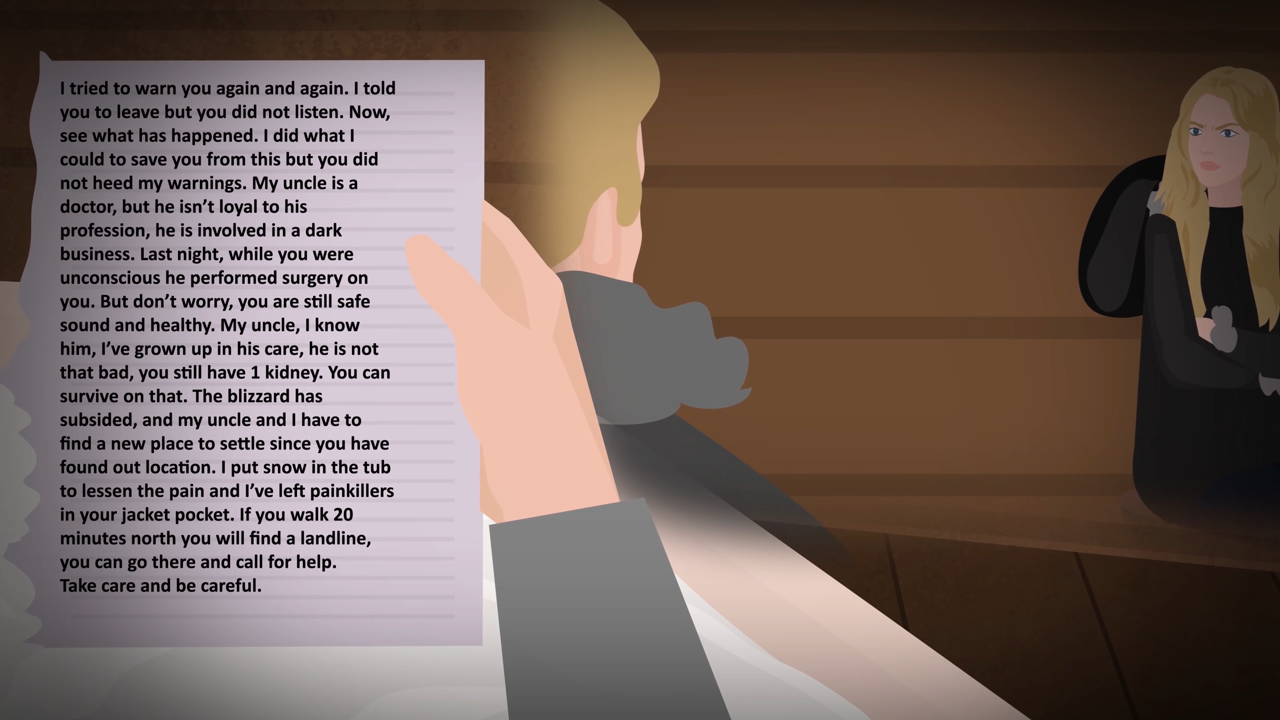 I tried to warn you again and again. I told
you to leave but you did not listen. Now,
see what has happened. I did what I
could to save you from this but you did
not heed my warnings. My uncle is a
doctor, but he isn't loyal to his
profession, he is involved in a dark
business. Last night, while you were
unconscious he performed surgery on
you. But don't worry, you are still safe
sound and healthy. My uncle, I know
him, I've grown up in his care, he is not
that bad, you still have 1 kidney. You can
survive on that. The blizzard has
subsided, and my uncle and I have to
find a new place to settle since you have
found out location. I put snow in the tub
to lessen the pain and I've left painkillers
in your jacket pocket. If you walk 20
minutes north you will find a landline,
you can go there and call for help.
Take care and be careful.